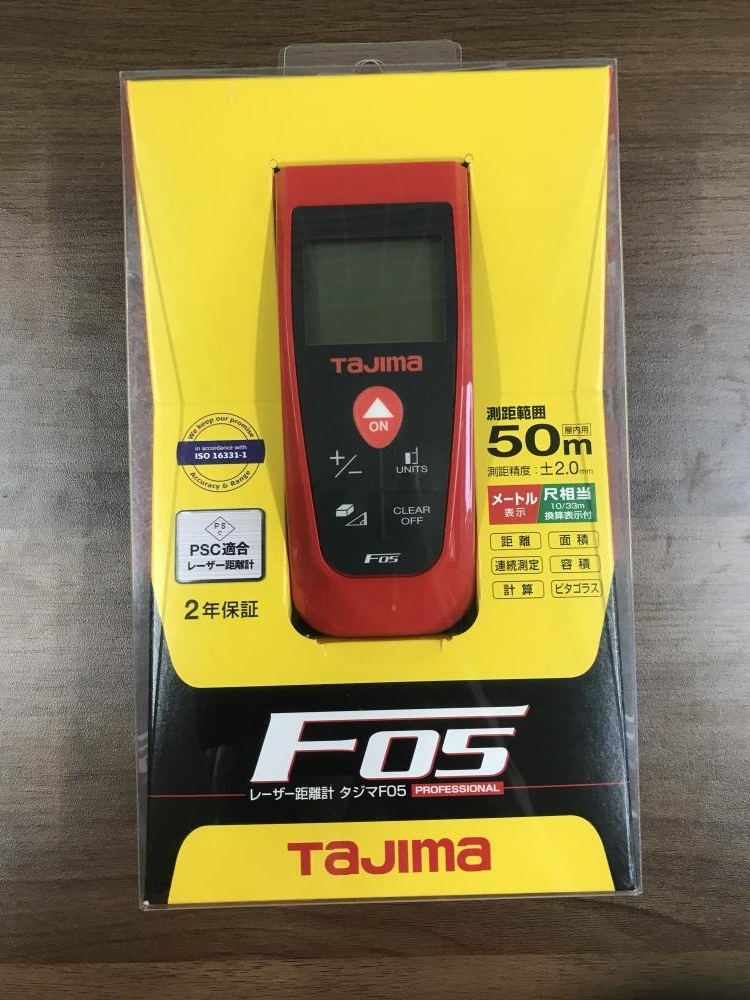 TAJIMA
ON
+/-
UNITS
CLEAR
OFF
F05
We keep our promise
in accordance with
ISO 16331-1
Accuracy & Range
PS
C
PSC適合
レーザー距離計
2年保証
測距範囲
50m 屋内用
測距精度:±2.0mm
メートル
表示
尺相当
10/33m
換算表示付
距離 面積
連続測定 容積
計算 ピタゴラス
F05
レーザー距離計 タジマF05 PROFESSIONAL
TAJIMA